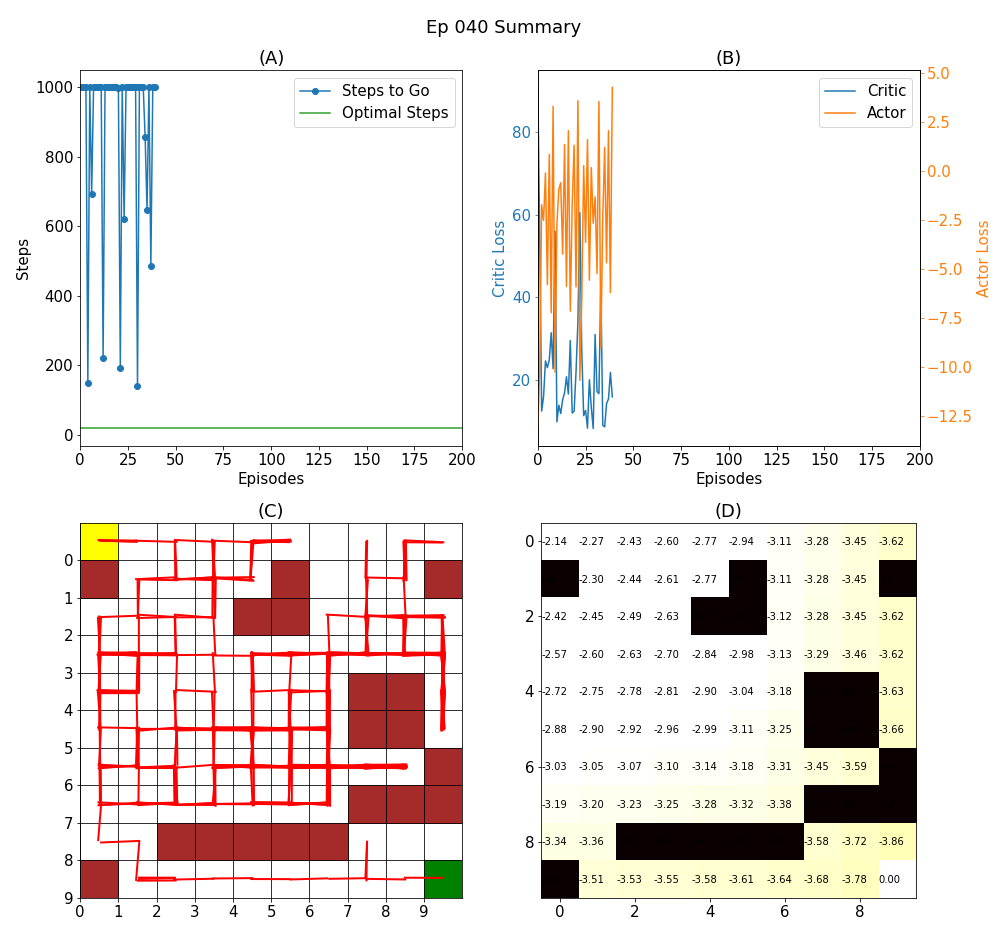 Ep 040 Summary
(A)
(B)
Steps to Go
Optimal Steps
Critic
Actor
1000
800
600
400
200
0
Steps
0 25 50 75 100 125 150 175 200
Episodes
80
60
40
20
Critic Loss
5.0
2.5
0.0
−2.5
−5.0
−7.5
−10.0
−12.5
Actor Loss
0 25 50 75 100 125 150 175 200
Episodes
(C)
0
1
2
3
4
5
6
7
8
9
0 1 2 3 4 5 6 7 8 9
(D)
0 -2.14 -2.27 -2.43 -2.60 -2.77 -2.94 -3.11 -3.28 -3.45 -3.62
-2.30 -2.44 -2.61 -2.77 -3.11 -3.28 -3.45
2 -2.42 -2.45 -2.49 -2.63 -3.12 -3.28 -3.45 -3.62
-2.57 -2.60 -2.63 -2.70 -2.84 -2.98 -3.13 -3.29 -3.46 -3.62
4 -2.72 -2.75 -2.78 -2.81 -2.90 -3.04 -3.18 -3.63
-2.88 -2.90 -2.92 -2.96 -2.99 -3.11 -3.25 -3.66
6 -3.03 -3.05 -3.07 -3.10 -3.14 -3.18 -3.31 -3.45 -3.59
-3.19 -3.20 -3.23 -3.25 -3.28 -3.32 -3.38
8 -3.34 -3.36 -3.58 -3.72 -3.86
-3.51 -3.53 -3.55 -3.58 -3.61 -3.64 -3.68 -3.78 0.00
0 2 4 6 8